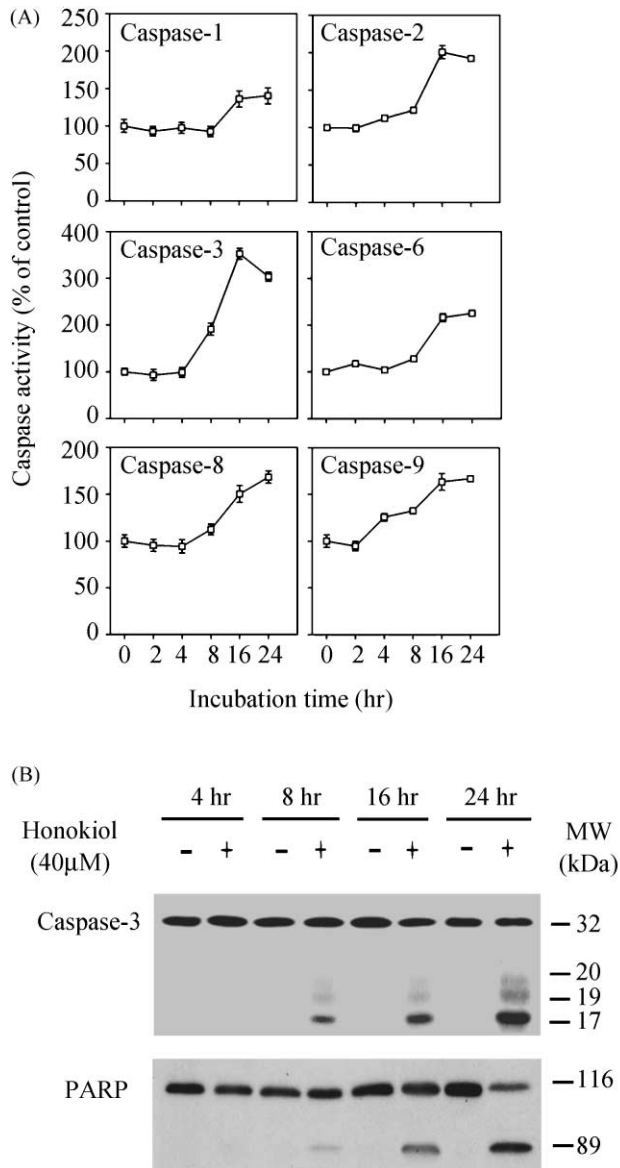 (A)
Caspase activity (% of control)
250
200
150
100
50
0
Caspase-1
Caspase-2
400
300
200
100
0
Caspase-3
Caspase-6
200
150
100
50
0
Caspase-8
Caspase-9
0 2 4 8 16 24
0 2 4 8 16 24
Incubation time (hr)
(B)
4 hr 8 hr 16 hr 24 hr
Honokiol
(40µM)
- + - + - + - +
MW
(kDa)
Caspase-3
32
20
19
17
PARP
116
89